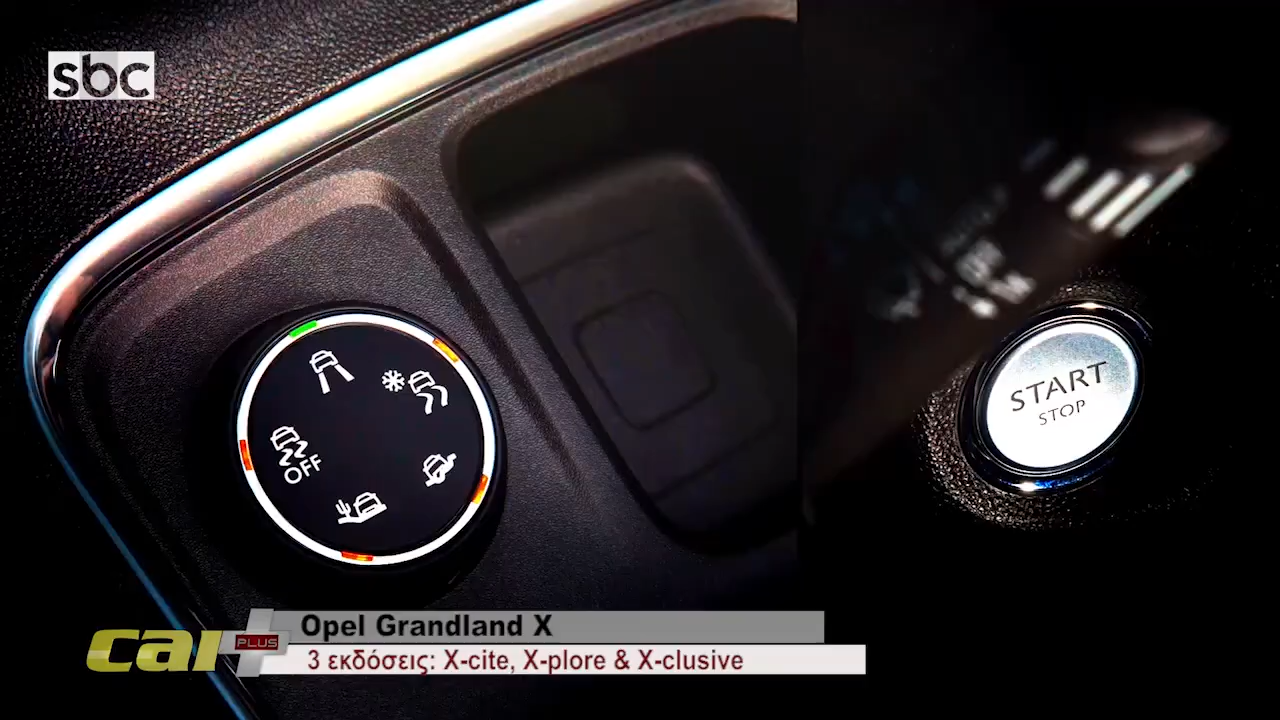 sbc
START
STOP
OFF
car PLUS
Opel Grandland X
3 εκδόσεις: X-cite, X-plore & X-clusive